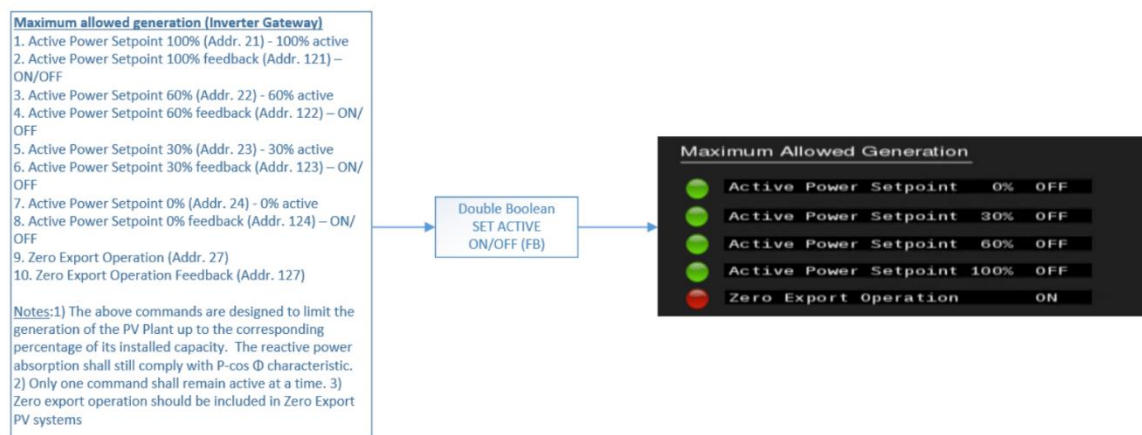 Maximum allowed generation (Inverter Gateway)
1. Active Power Setpoint 100% (Addr. 21) - 100% active
2. Active Power Setpoint 100% feedback (Addr. 121) –
ON/OFF
3. Active Power Setpoint 60% (Addr. 22) - 60% active
4. Active Power Setpoint 60% feedback (Addr. 122) – ON/
OFF
5. Active Power Setpoint 30% (Addr. 23) - 30% active
6. Active Power Setpoint 30% feedback (Addr. 123) – ON/
OFF
7. Active Power Setpoint 0% (Addr. 24) - 0% active
8. Active Power Setpoint 0% feedback (Addr. 124) – ON/
OFF
9. Zero Export Operation (Addr. 27)
10. Zero Export Operation Feedback (Addr. 127)
Notes:1) The above commands are designed to limit the
generation of the PV Plant up to the corresponding
percentage of its installed capacity.  The reactive power
absorption shall still comply with P-cos Φ characteristic.
2) Only one command shall remain active at a time. 3)
Zero export operation should be included in Zero Export
PV systems
Double Boolean
SET ACTIVE
ON/OFF (FB)
Maximum Allowed Generation
Active Power Setpoint 0% OFF
Active Power Setpoint 30% OFF
Active Power Setpoint 60% OFF
Active Power Setpoint 100% OFF
Zero Export Operation ON